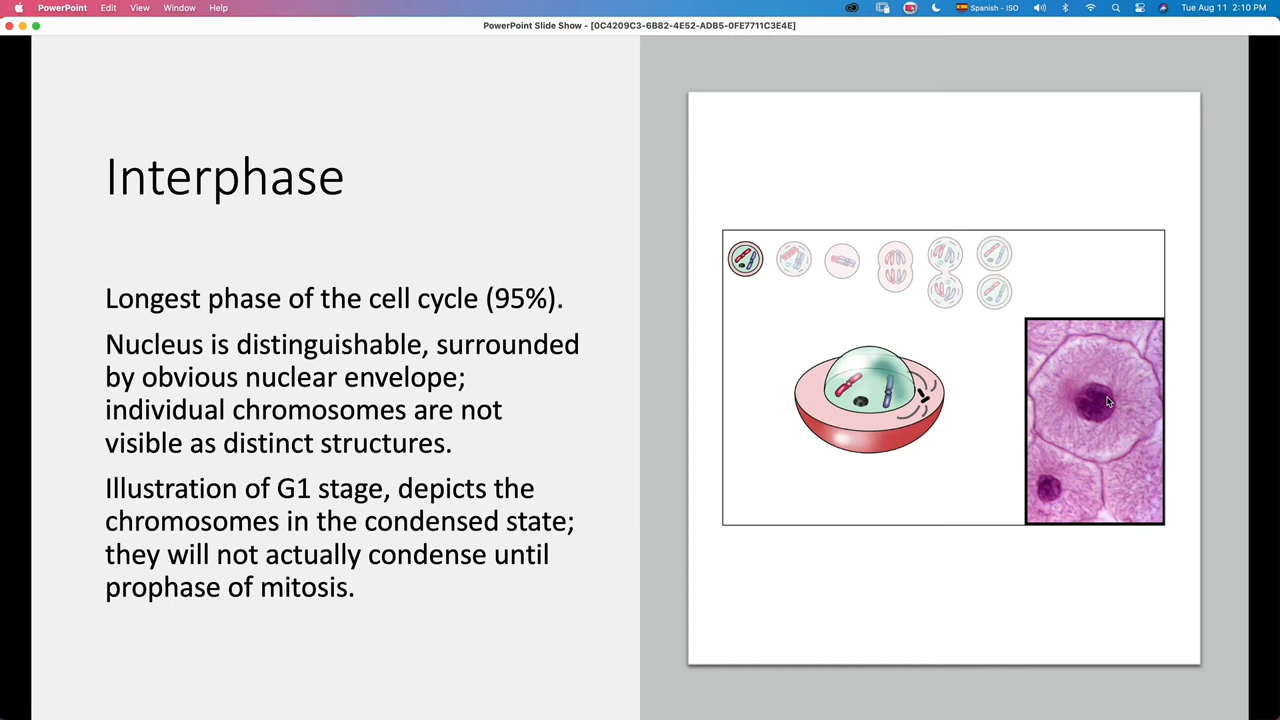 PowerPoint Edit View Window Help Spanish - ISO Tue Aug 11 2:10 PM
PowerPoint Slide Show - [0C4209C3-6B82-4E52-ADB5-0FE7711C3E4E]
Interphase
Longest phase of the cell cycle (95%).
Nucleus is distinguishable, surrounded
by obvious nuclear envelope;
individual chromosomes are not
visible as distinct structures.
Illustration of G1 stage, depicts the
chromosomes in the condensed state;
they will not actually condense until
prophase of mitosis.